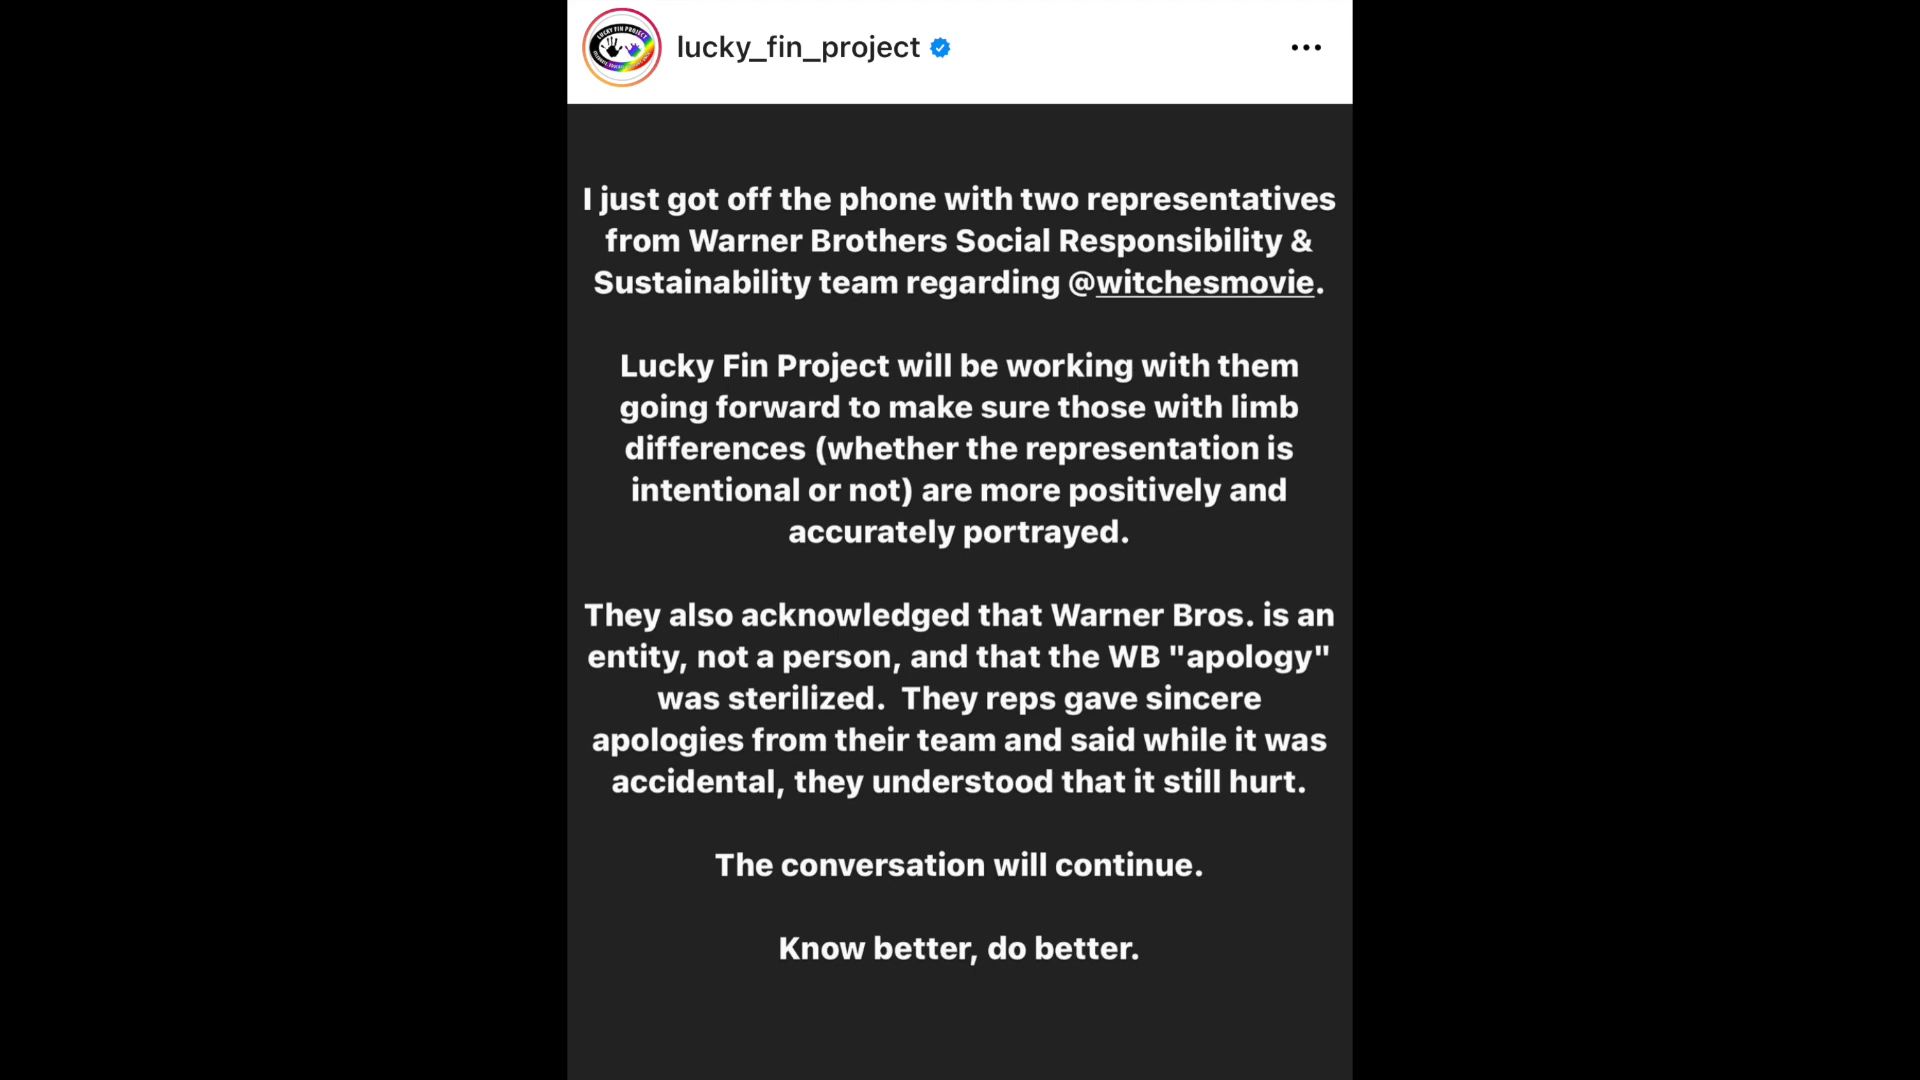 LUCKY FIN PROJECT
lucky_fin_project
I just got off the phone with two representatives
from Warner Brothers Social Responsibility &
Sustainability team regarding @witchesmovie.
Lucky Fin Project will be working with them
going forward to make sure those with limb
differences (whether the representation is
intentional or not) are more positively and
accurately portrayed.
They also acknowledged that Warner Bros. is an
entity, not a person, and that the WB "apology"
was sterilized.  They reps gave sincere
apologies from their team and said while it was
accidental, they understood that it still hurt.
The conversation will continue.
Know better, do better.